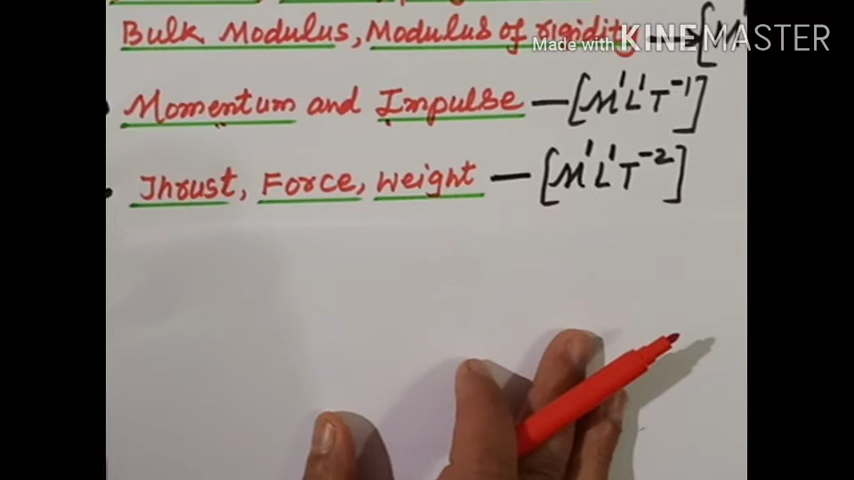 Bulk Modulus, Modulus of rigidity — [M
Made with KINEMASTER
Momentum and Impulse — [M¹L¹T⁻¹]
• Thrust, Force, Weight — [M¹L¹T⁻²]